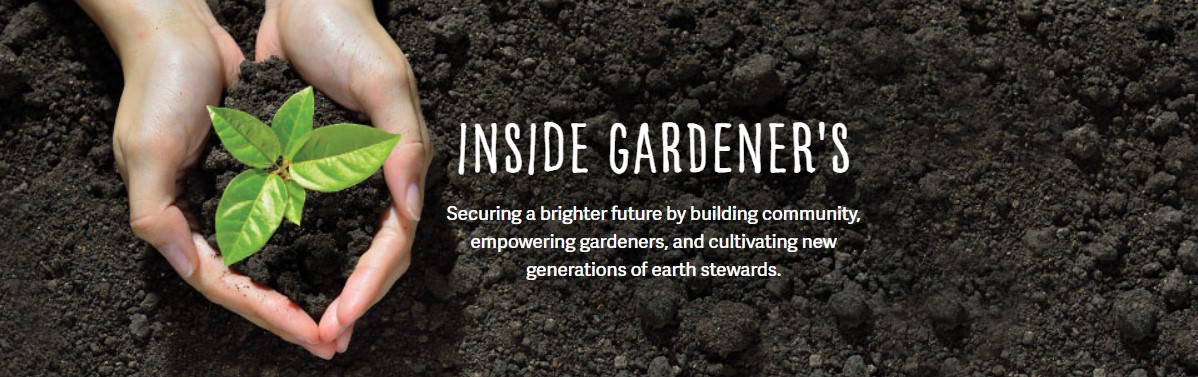 INSIDE GARDENER'S
Securing a brighter future by building community,
empowering gardeners, and cultivating new
generations of earth stewards.